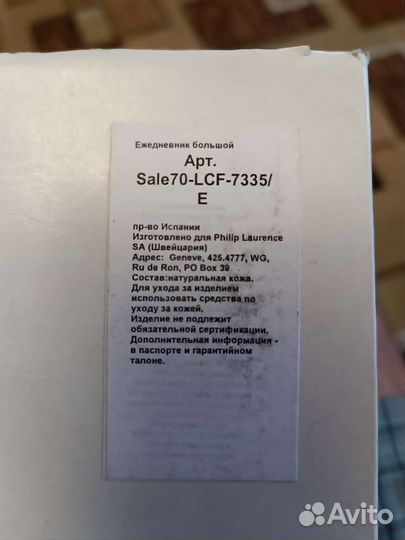 Ежедневник большой
Арт.
Sale70-LCF-7335/
E
пр-во Испании
Изготовлено для Philip Laurence
SA (Швейцария)
Адрес: Geneve, 425.4777, WG,
Ru de Ron, PO Box 39
Состав:натуральная кожа.
Для ухода за изделием
использовать средства по
уходу за кожей.
Изделие не подлежит
обязательной сертификации.
Дополнительная информация -
в паспорте и гарантийном
талоне.
Avito